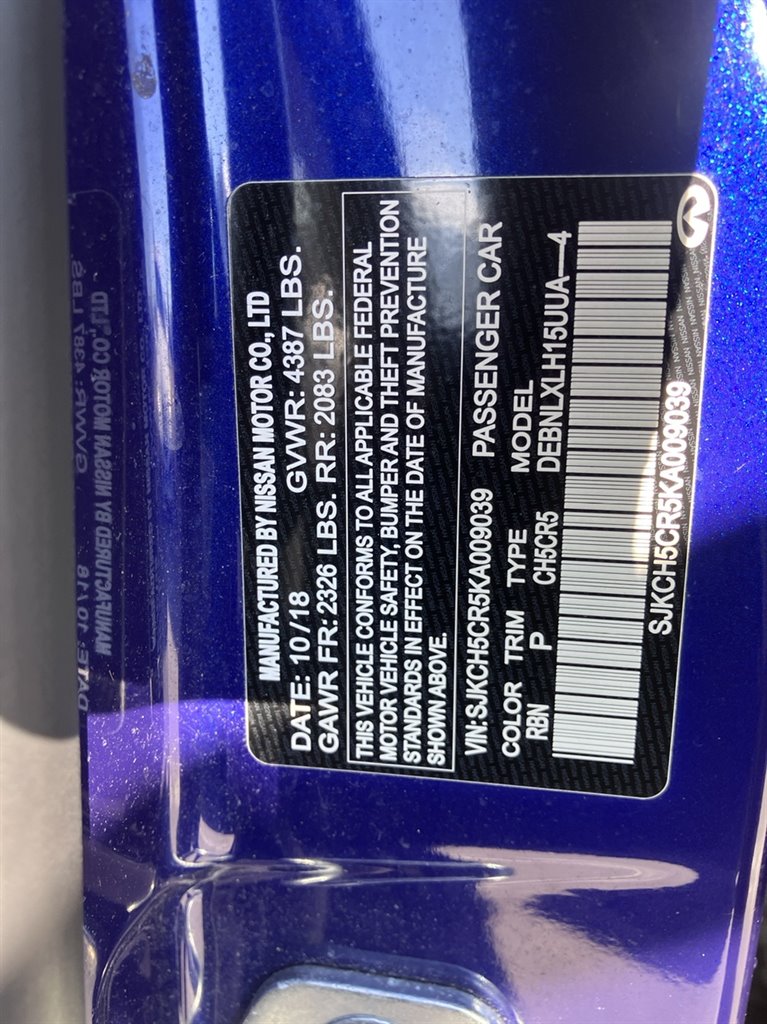 MANUFACTURED BY NISSAN MOTOR CO., LTD
DATE: 10/18 GVWR: 4387 LBS.
GAWR FR: 2326 LBS. RR: 2083 LBS.
THIS VEHICLE CONFORMS TO ALL APPLICABLE FEDERAL
MOTOR VEHICLE SAFETY, BUMPER AND THEFT PREVENTION
STANDARDS IN EFFECT ON THE DATE OF MANUFACTURE
SHOWN ABOVE.
VIN:SJKCH5CR5KA009039 PASSENGER CAR
COLOR TRIM TYPE MODEL
RBN P CH5CR5 DEBNLXLH15UUA—4
SJKCH5CR5KA009039